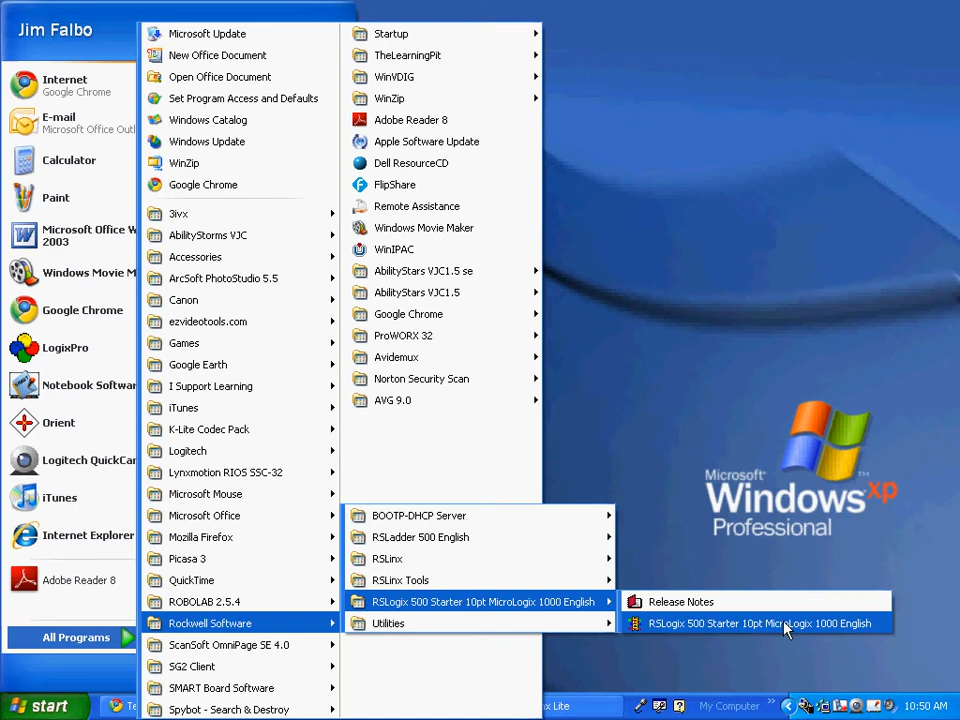 Jim Falbo
Internet
Google Chrome
E-mail
Microsoft Office Outl
Calculator
Paint
Microsoft Office W
2003
Windows Movie M
Google Chrome
LogixPro
Notebook Softwar
Orient
Logitech QuickCar
iTunes
Internet Explorer
Adobe Reader 8
All Programs
Microsoft Update
New Office Document
Open Office Document
Set Program Access and Defaults
Windows Catalog
Windows Update
WinZip
Google Chrome
3ivx
AbilityStorms VJC
Accessories
ArcSoft PhotoStudio 5.5
Canon
ezvideotools.com
Games
Google Earth
I Support Learning
iTunes
K-Lite Codec Pack
Logitech
Lynxmotion RIOS SSC-32
Microsoft Mouse
Microsoft Office
Mozilla Firefox
Picasa 3
QuickTime
ROBOLAB 2.5.4
Rockwell Software
ScanSoft OmniPage SE 4.0
SG2 Client
SMART Board Software
Spybot - Search & Destroy
Startup
TheLearningPit
WinVDIG
WinZip
Adobe Reader 8
Apple Software Update
Dell ResourceCD
FlipShare
Remote Assistance
Windows Movie Maker
WinIPAC
AbilityStars VJC1.5 se
AbilityStars VJC1.5
Google Chrome
ProWORX 32
Avidemux
Norton Security Scan
AVG 9.0
BOOTP-DHCP Server
RSLadder 500 English
RSLinx
RSLinx Tools
RSLogix 500 Starter 10pt MicroLogix 1000 English
Utilities
Release Notes
RSLogix 500 Starter 10pt MicroLogix 1000 English
Microsoft
Windows xp
Professional
start
Te
nx Lite
My Computer
10:50 AM